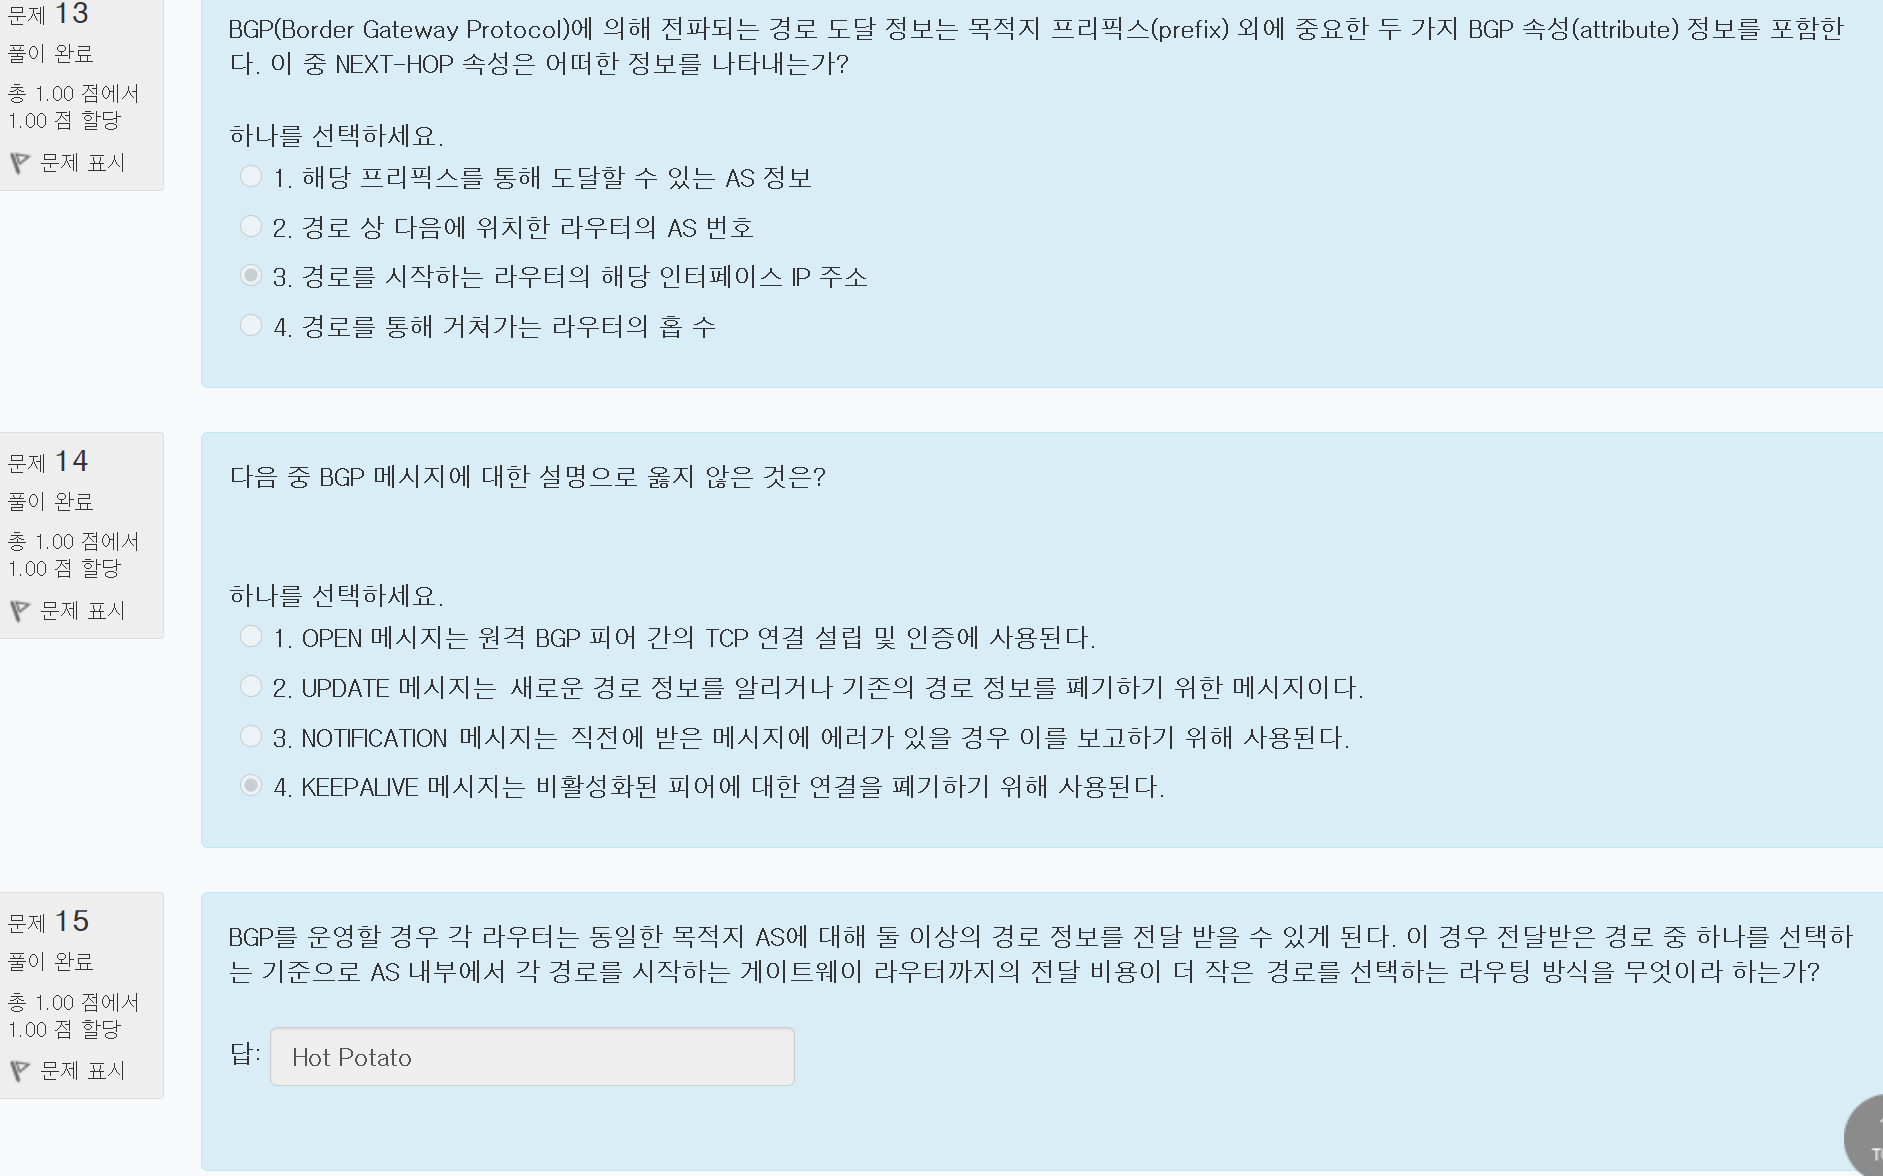 문제 13
풀이 완료
총 1.00 점에서
1.00 점 할당
문제 표시
BGP(Border Gateway Protocol)에 의해 전파되는 경로 도달 정보는 목적지 프리픽스(prefix) 외에 중요한 두 가지 BGP 속성(attribute) 정보를 포함한
다. 이 중 NEXT-HOP 속성은 어떠한 정보를 나타내는가?
하나를 선택하세요.
1. 해당 프리픽스를 통해 도달할 수 있는 AS 정보
2. 경로 상 다음에 위치한 라우터의 AS 번호
3. 경로를 시작하는 라우터의 해당 인터페이스 IP 주소
4. 경로를 통해 거쳐가는 라우터의 홉 수
문제 14
풀이 완료
총 1.00 점에서
1.00 점 할당
문제 표시
다음 중 BGP 메시지에 대한 설명으로 옳지 않은 것은?
하나를 선택하세요.
1. OPEN 메시지는 원격 BGP 피어 간의 TCP 연결 설립 및 인증에 사용된다.
2. UPDATE 메시지는 새로운 경로 정보를 알리거나 기존의 경로 정보를 폐기하기 위한 메시지이다.
3. NOTIFICATION 메시지는 직전에 받은 메시지에 에러가 있을 경우 이를 보고하기 위해 사용된다.
4. KEEPALIVE 메시지는 비활성화된 피어에 대한 연결을 폐기하기 위해 사용된다.
문제 15
풀이 완료
총 1.00 점에서
1.00 점 할당
문제 표시
BGP를 운영할 경우 각 라우터는 동일한 목적지 AS에 대해 둘 이상의 경로 정보를 전달 받을 수 있게 된다. 이 경우 전달받은 경로 중 하나를 선택하
는 기준으로 AS 내부에서 각 경로를 시작하는 게이트웨이 라우터까지의 전달 비용이 더 작은 경로를 선택하는 라우팅 방식을 무엇이라 하는가?
답: Hot Potato